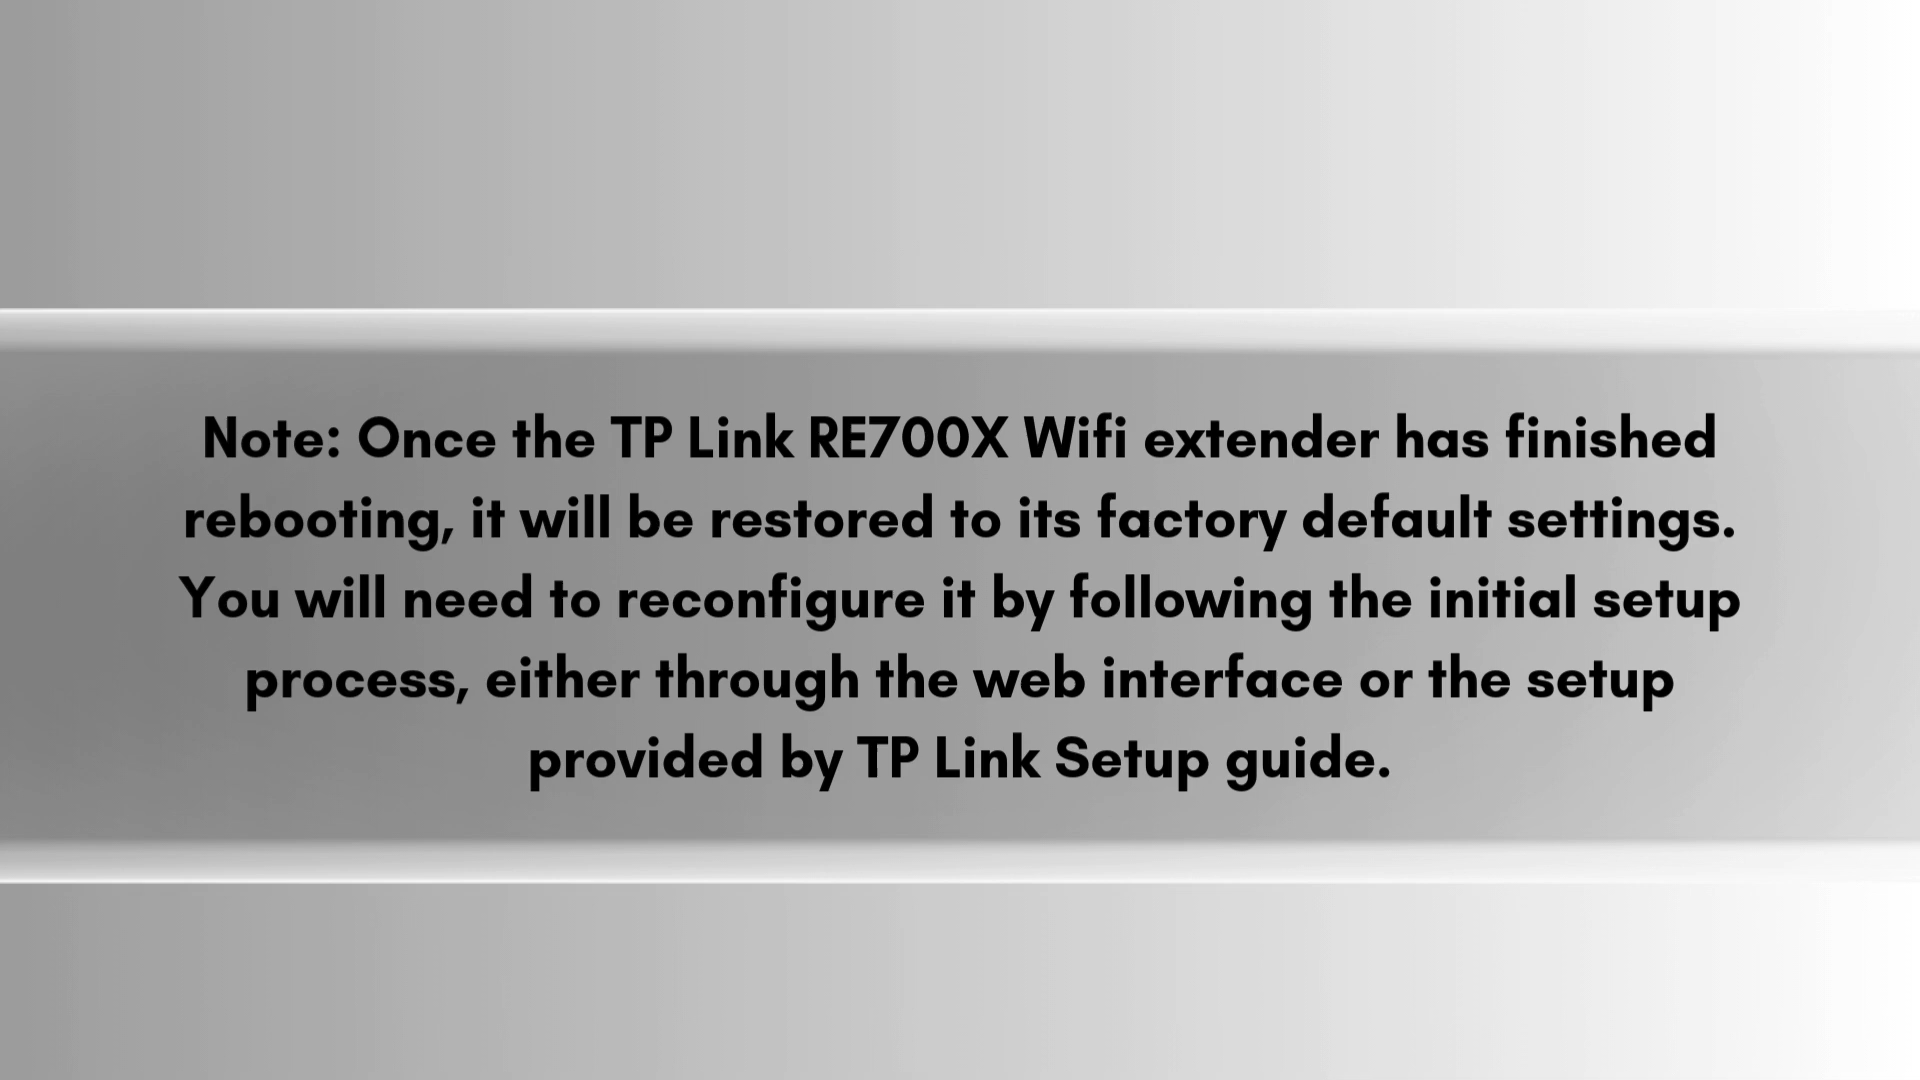 Note: Once the TP Link RE700X Wifi extender has finished
rebooting, it will be restored to its factory default settings.
You will need to reconfigure it by following the initial setup
process, either through the web interface or the setup
provided by TP Link Setup guide.